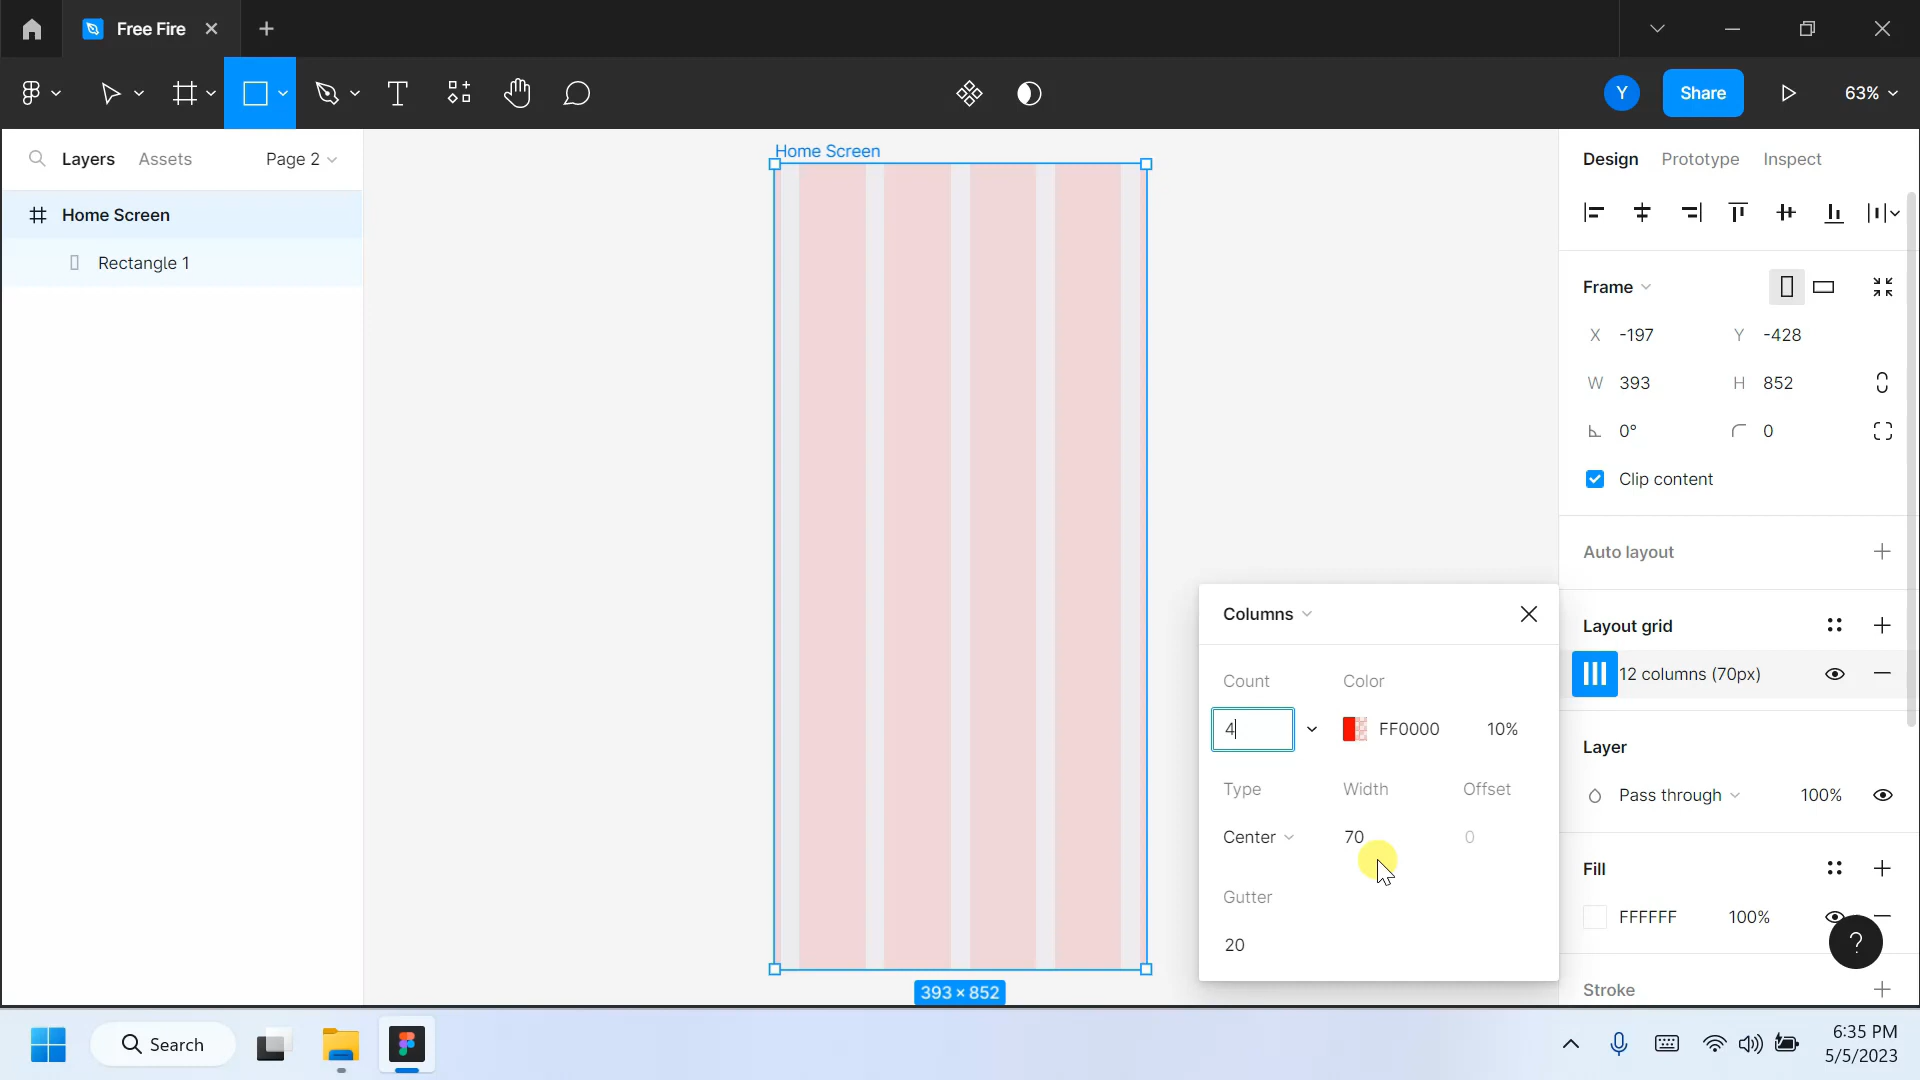 Free Fire
Y
Share
63%
Layers
Assets
Page 2
Home Screen
Rectangle 1
Home Screen
393 × 852
Design
Prototype
Inspect
Frame
X -197
Y -428
W 393
H 852
0°
0
Clip content
Auto layout
Layout grid
12 columns (70px)
Layer
Pass through
100%
Fill
FFFFFF
100%
?
Stroke
Columns
Count
Color
4
FF0000
10%
Type
Width
Offset
Center
70
0
Gutter
20
Search
6:35 PM
5/5/2023